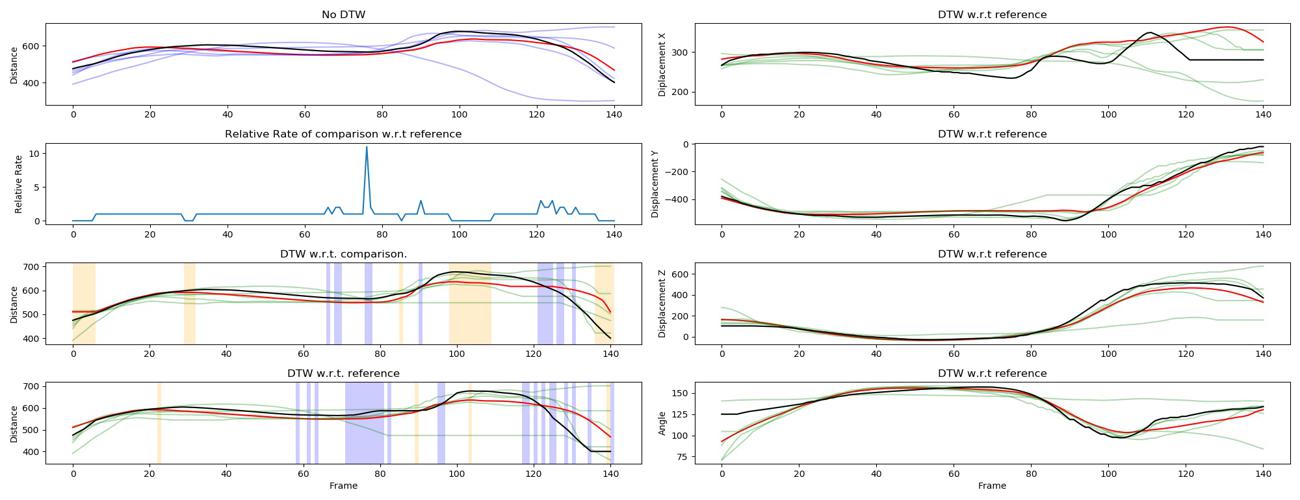 No DTW
Distance
600
400
0 20 40 60 80 100 120 140
Relative Rate of comparison w.r.t reference
Relative Rate
10
5
0
0 20 40 60 80 100 120 140
DTW w.r.t. comparison.
Distance
700
600
500
400
0 20 40 60 80 100 120 140
DTW w.r.t. reference
Distance
700
600
500
400
0 20 40 60 80 100 120 140
Frame
DTW w.r.t reference
Diplacement X
300
200
0 20 40 60 80 100 120 140
DTW w.r.t reference
Displacement Y
0
−200
−400
0 20 40 60 80 100 120 140
DTW w.r.t reference
Displacement Z
600
400
200
0
0 20 40 60 80 100 120 140
DTW w.r.t reference
Angle
150
125
100
75
0 20 40 60 80 100 120 140
Frame